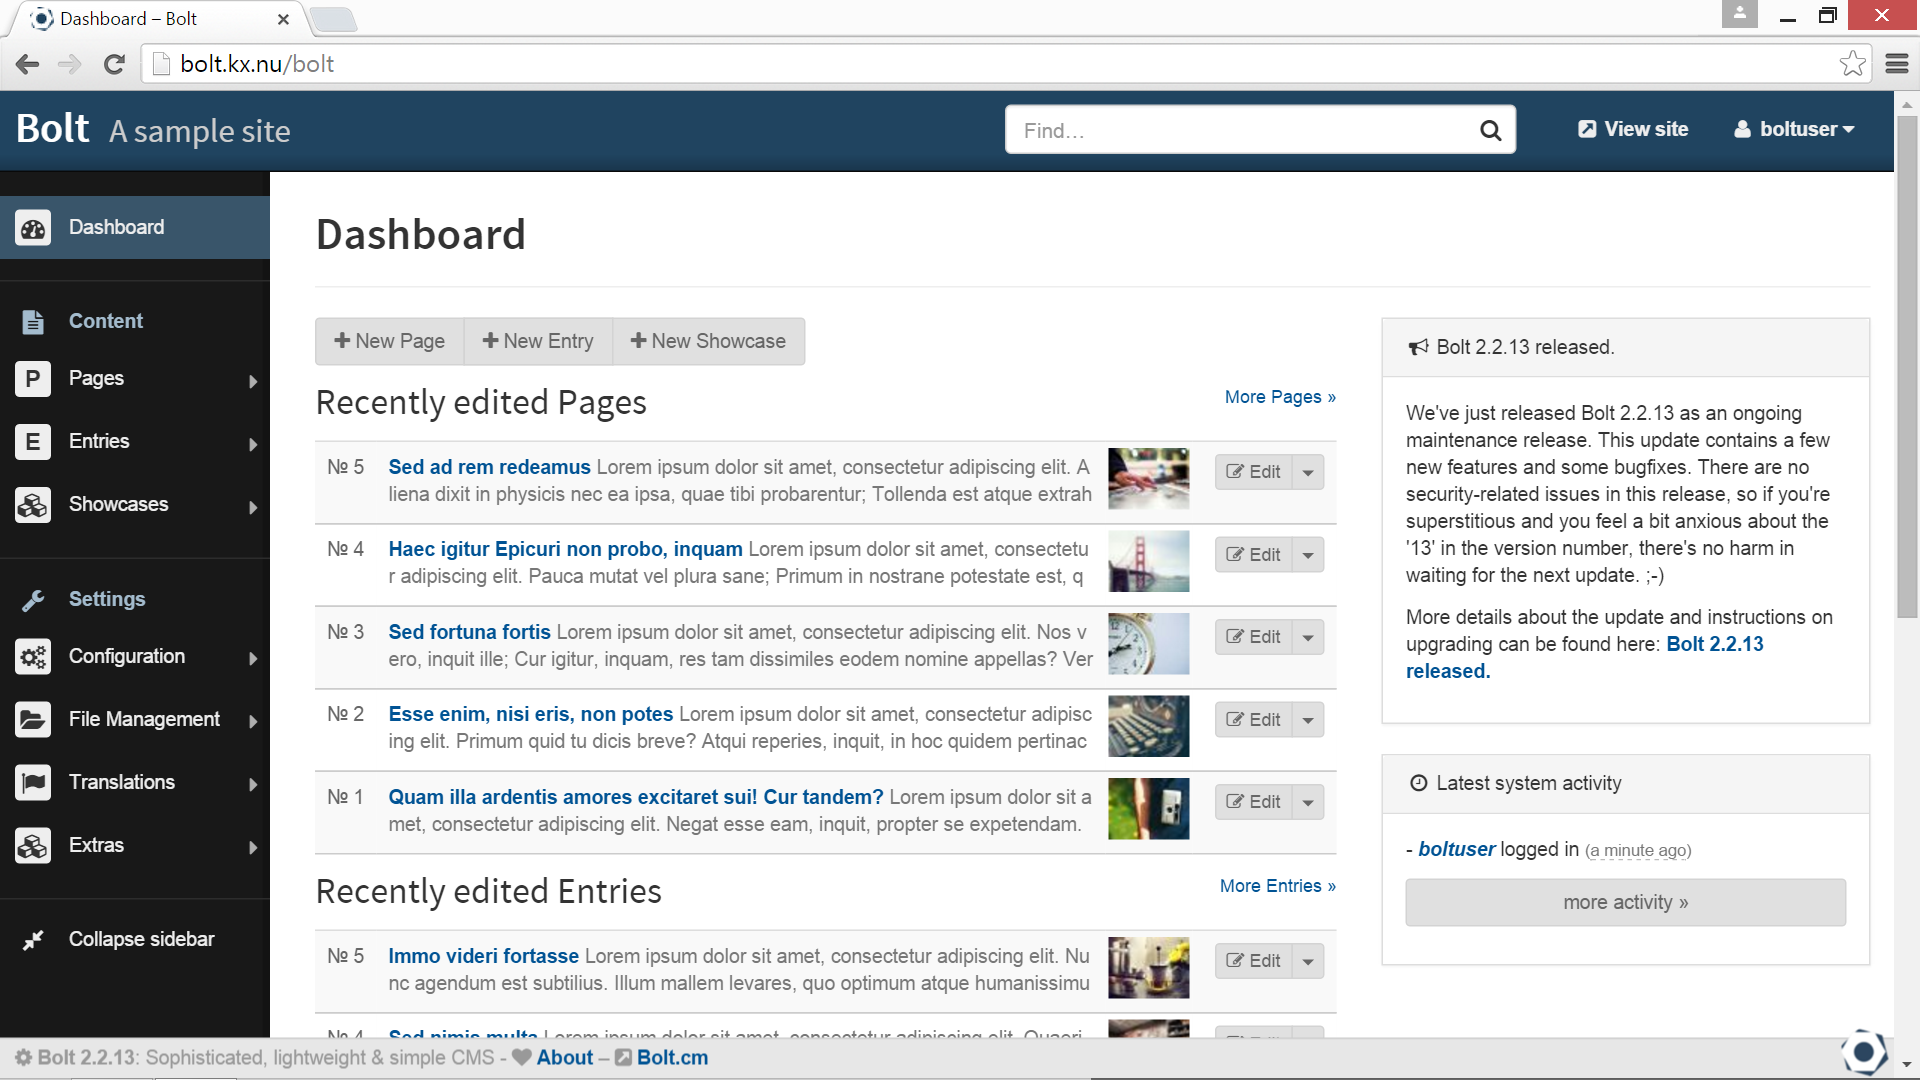 Dashboard – Bolt
bolt.kx.nu/bolt
Bolt A sample site
Find…
View site
boltuser
Dashboard
Content
P Pages
E Entries
Showcases
Settings
Configuration
File Management
Translations
Extras
Collapse sidebar
Dashboard
New Page
New Entry
New Showcase
Recently edited Pages
More Pages »
№ 5 Sed ad rem redeamus Lorem ipsum dolor sit amet, consectetur adipiscing elit. A
liena dixit in physicis nec ea ipsa, quae tibi probarentur; Tollenda est atque extrah
Edit
№ 4 Haec igitur Epicuri non probo, inquam Lorem ipsum dolor sit amet, consectetu
r adipiscing elit. Pauca mutat vel plura sane; Primum in nostrane potestate est, q
Edit
№ 3 Sed fortuna fortis Lorem ipsum dolor sit amet, consectetur adipiscing elit. Nos v
ero, inquit ille; Cur igitur, inquam, res tam dissimiles eodem nomine appellas? Ver
Edit
№ 2 Esse enim, nisi eris, non potes Lorem ipsum dolor sit amet, consectetur adipisc
ing elit. Primum quid tu dicis breve? Atqui reperies, inquit, in hoc quidem pertinac
Edit
№ 1 Quam illa ardentis amores excitaret sui! Cur tandem? Lorem ipsum dolor sit a
met, consectetur adipiscing elit. Negat esse eam, inquit, propter se expetendam.
Edit
Recently edited Entries
More Entries »
№ 5 Immo videri fortasse Lorem ipsum dolor sit amet, consectetur adipiscing elit. Nu
nc agendum est subtilius. Illum mallem levares, quo optimum atque humanissimu
Edit
№ 4 Sed nimis multa Lorem ipsum dolor sit amet, consectetur adipiscing elit. Quaeri
Bolt 2.2.13 released.
We've just released Bolt 2.2.13 as an ongoing
maintenance release. This update contains a few
new features and some bugfixes. There are no
security-related issues in this release, so if you're
superstitious and you feel a bit anxious about the
'13' in the version number, there's no harm in
waiting for the next update. ;-)
More details about the update and instructions on
upgrading can be found here: Bolt 2.2.13
released.
Latest system activity
- boltuser logged in (a minute ago)
more activity »
Bolt 2.2.13: Sophisticated, lightweight & simple CMS - About – Bolt.cm